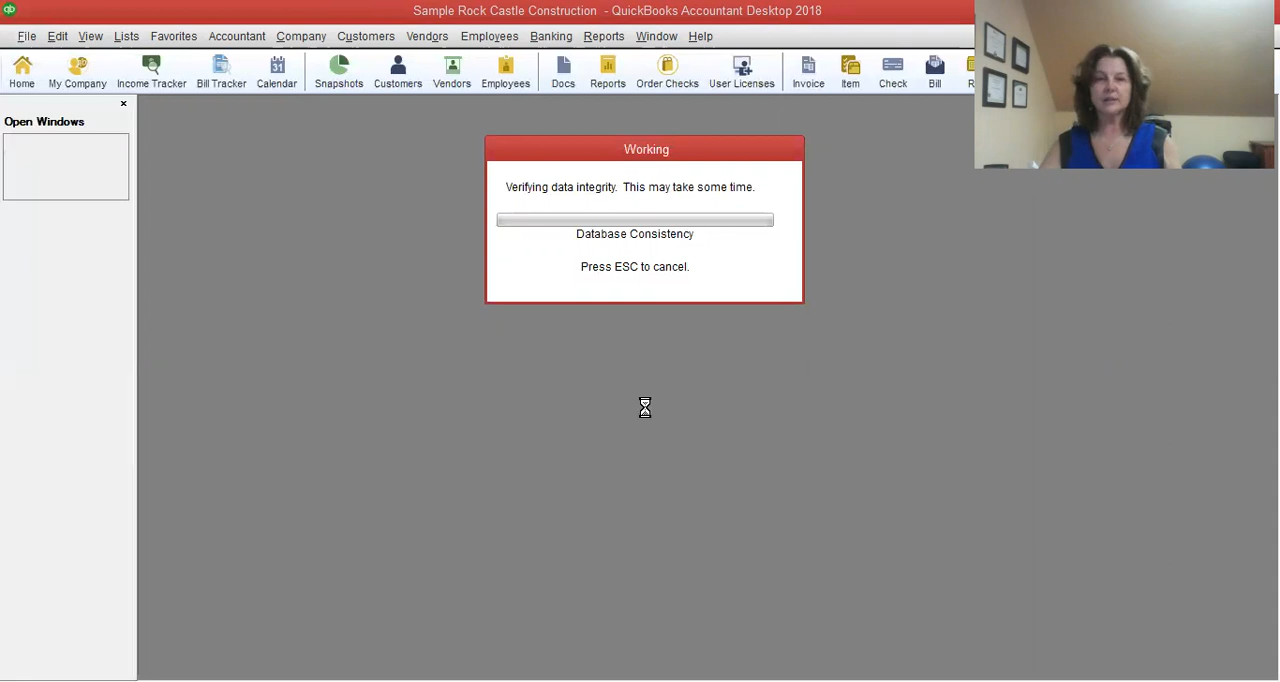 qb
Sample Rock Castle Construction - QuickBooks Accountant Desktop 2018
File Edit View Lists Favorites Accountant Company Customers Vendors Employees Banking Reports Window Help
Home My Company Income Tracker Bill Tracker Calendar Snapshots Customers Vendors Employees Docs Reports Order Checks User Licenses Invoice Item Check Bill
31
Open Windows
Working
Verifying data integrity. This may take some time.
Database Consistency
Press ESC to cancel.